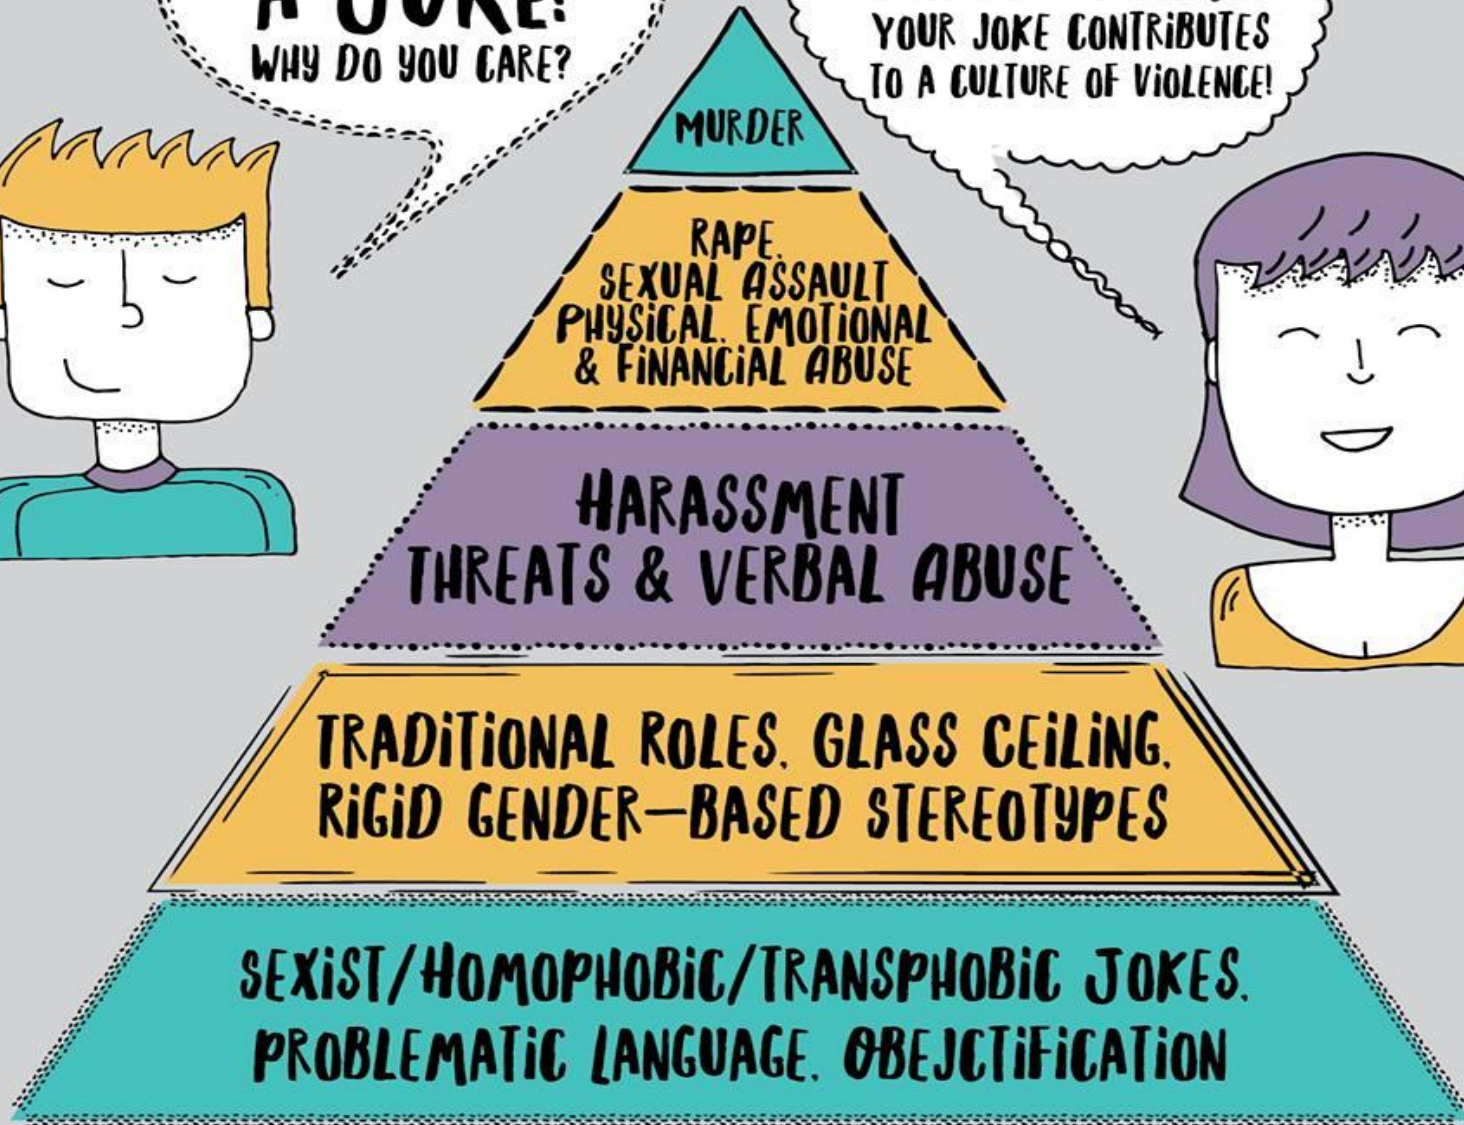 A JOKE!
WHY DO YOU CARE?
YOUR JOKE CONTRIBUTES
TO A CULTURE OF VIOLENCE!
MURDER
RAPE,
SEXUAL ASSAULT
PHYSICAL, EMOTIONAL
& FINANCIAL ABUSE
HARASSMENT
THREATS & VERBAL ABUSE
TRADITIONAL ROLES, GLASS CEILING,
RIGID GENDER–BASED STEREOTYPES
SEXIST/HOMOPHOBIC/TRANSPHOBIC JOKES,
PROBLEMATIC LANGUAGE, OBEJCTIFICATION